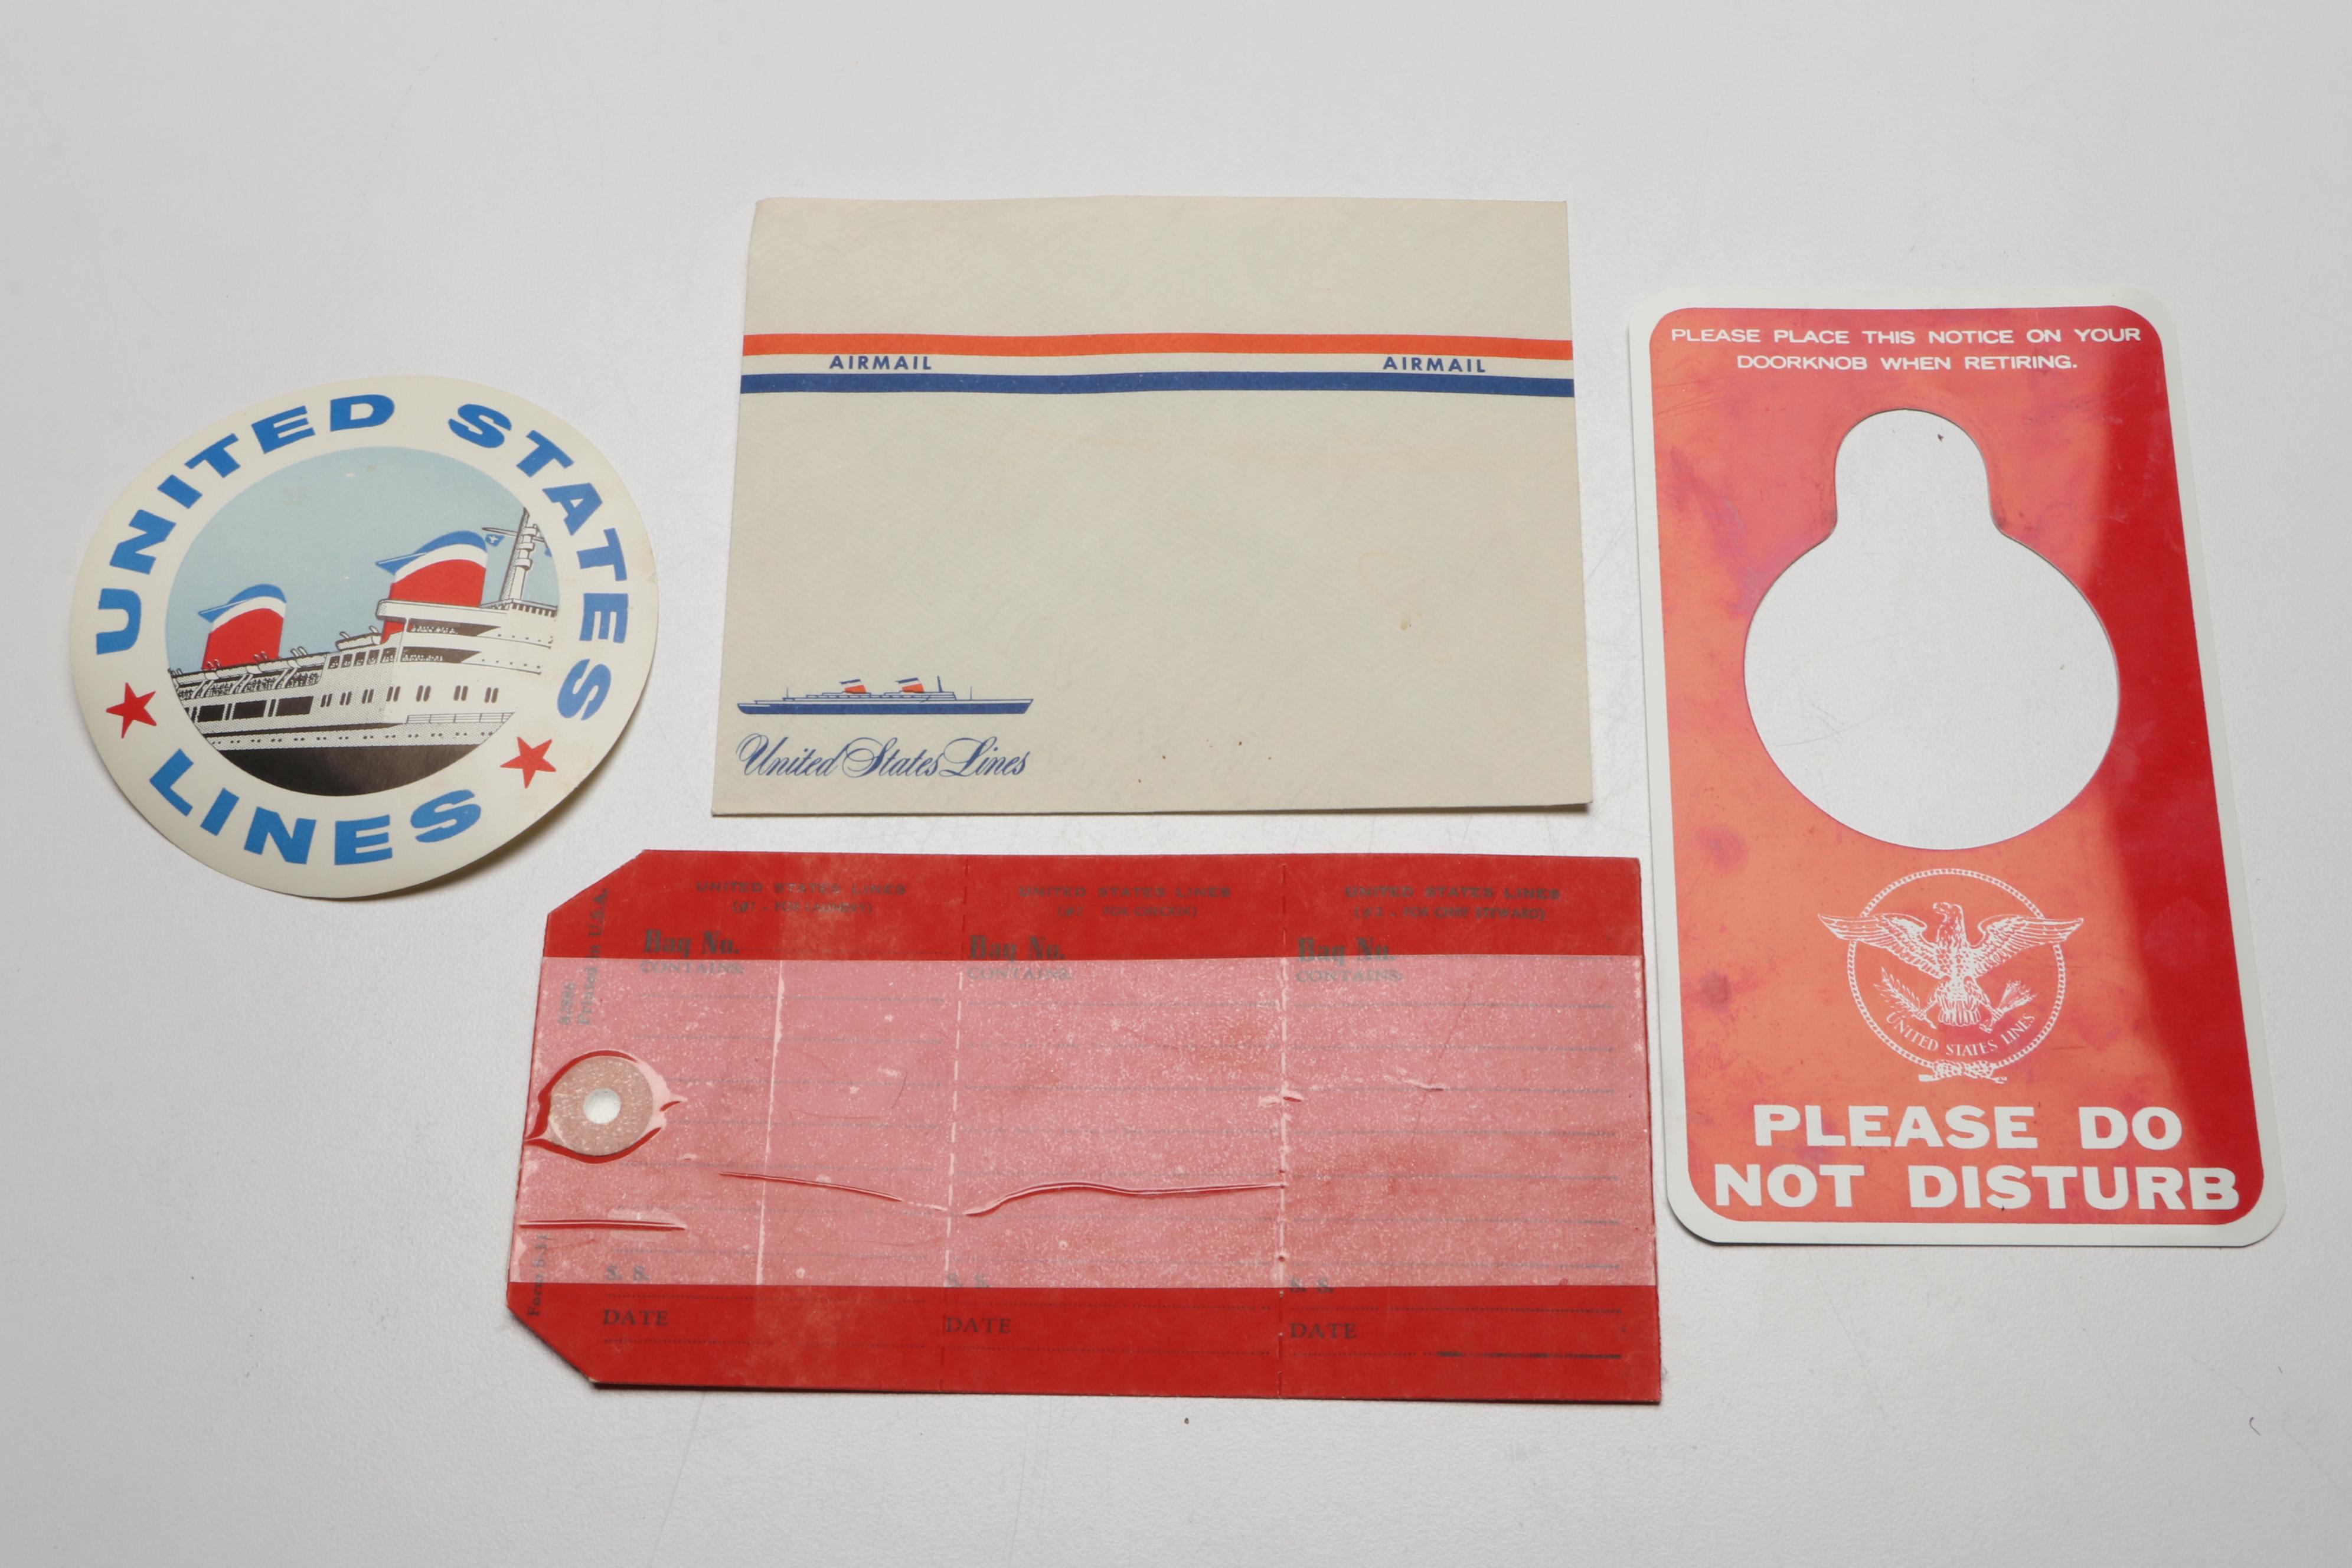 UNITED STATES
LINES
AIRMAIL AIRMAIL
United States Lines
PLEASE PLACE THIS NOTICE ON YOUR
DOORKNOB WHEN RETIRING.
UNITED STATES LINES
PLEASE DO
NOT DISTURB
Printed in U.S.A.
UNITED STATES LINES
Bag No.
CONTAINS:
S. S.
DATE
UNITED STATES LINES
Bag No.
CONTAINS:
S. S.
DATE
UNITED STATES LINES
Bag No.
CONTAINS:
S. S.
DATE